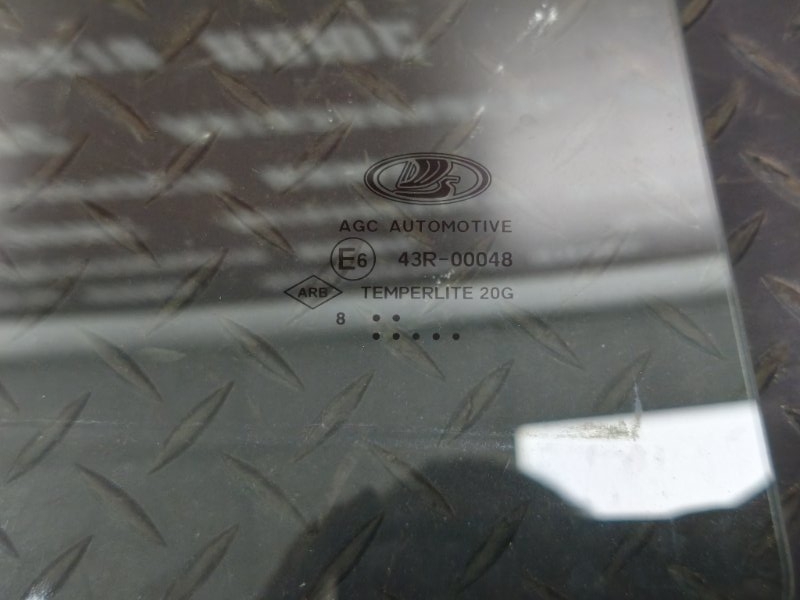 AGC AUTOMOTIVE
E6 43R-00048
ARB TEMPERLITE 20G
8